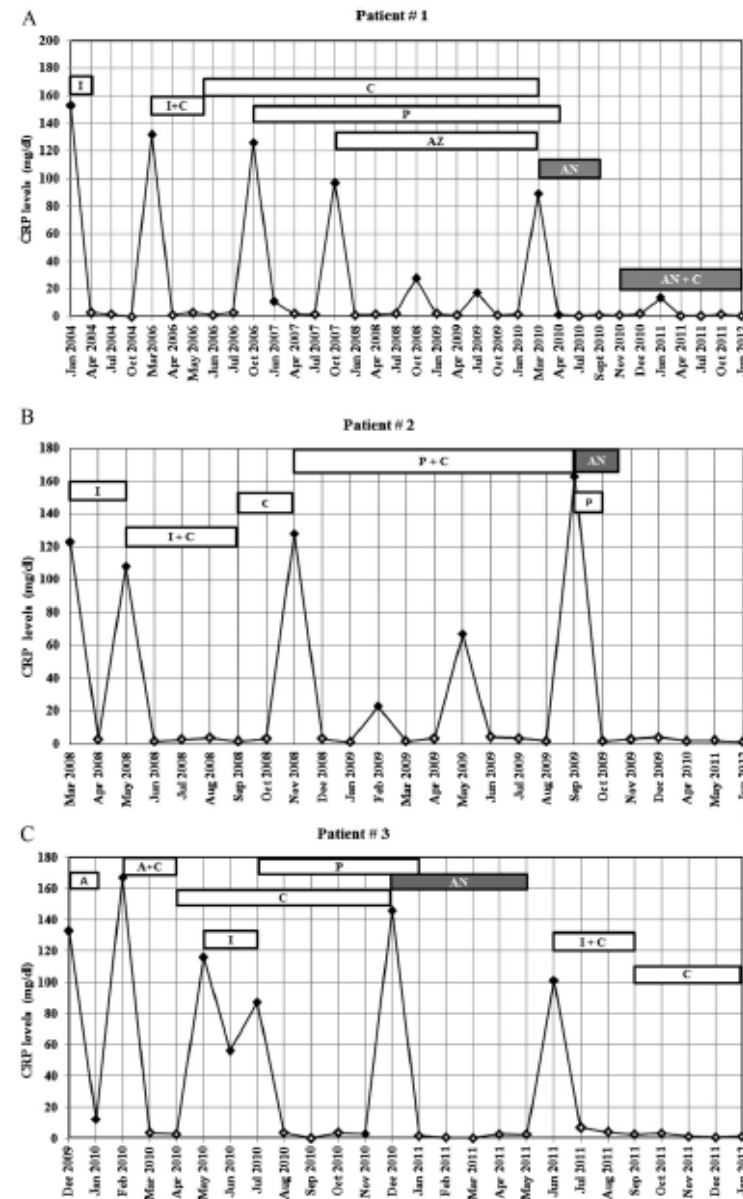 A
Patient # 1
CRP levels (mg/dl)
200
180
160
140
120
100
80
60
40
20
0
I
I+C
C
P
AZ
AN
AN + C
Jan 2004
Apr 2004
Jul 2004
Oct 2004
Mar 2006
Apr 2006
May 2006
Jun 2006
Jul 2006
Oct 2006
Jan 2007
Apr 2007
Jul 2007
Oct 2007
Jan 2008
Apr 2008
Jul 2008
Oct 2008
Jan 2009
Apr 2009
Jul 2009
Oct 2009
Jan 2010
Mar 2010
Apr 2010
Jul 2010
Sept 2010
Nov 2010
Dec 2010
Jan 2011
Apr 2011
Jul 2011
Oct 2011
Jan 2012
B
Patient # 2
CRP levels (mg/dl)
180
160
140
120
100
80
60
40
20
0
P + C
AN
I
C
P
I + C
Mar 2008
Apr 2008
May 2008
Jun 2008
Jul 2008
Aug 2008
Sep 2008
Oct 2008
Nov 2008
Dec 2008
Jan 2009
Feb 2009
Mar 2009
Apr 2009
May 2009
Jun 2009
Jul 2009
Aug 2009
Sep 2009
Oct 2009
Nov 2009
Dec 2009
Apr 2010
May 2011
Jan 2012
C
Patient # 3
CRP levels (mg/dl)
180
160
140
120
100
80
60
40
20
0
A
A+C
P
AN
C
I
I + C
C
Dec 2009
Jan 2010
Feb 2010
Mar 2010
Apr 2010
May 2010
Jun 2010
Jul 2010
Aug 2010
Sep 2010
Oct 2010
Nov 2010
Dec 2010
Jan 2011
Feb 2011
Mar 2011
Apr 2011
May 2011
Jun 2011
Jul 2011
Aug 2011
Sep 2011
Oct 2011
Nov 2011
Dec 2011
Jan 2012